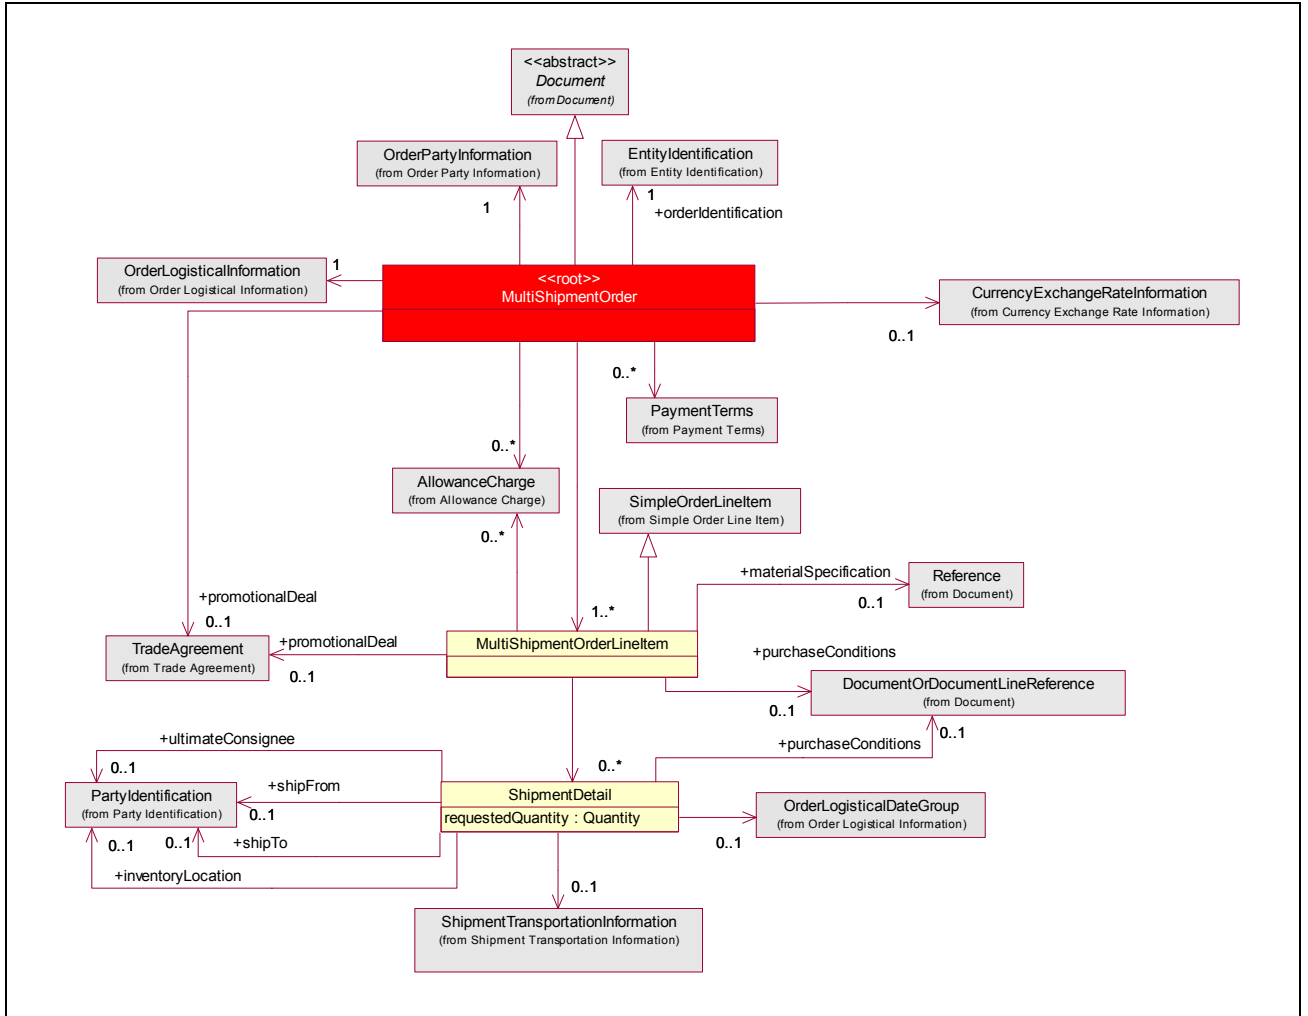 <<abstract>>
Document
(from Document)
OrderPartyInformation
(from Order Party Information)
1
EntityIdentification
(from Entity Identification)
1
+orderIdentification
OrderLogisticalInformation
(from Order Logistical Information)
1
<<root>>
MultiShipmentOrder
CurrencyExchangeRateInformation
(from Currency Exchange Rate Information)
0..1
0..*
PaymentTerms
(from Payment Terms)
0..*
AllowanceCharge
(from Allowance Charge)
0..*
SimpleOrderLineItem
(from Simple Order Line Item)
+materialSpecification
0..1
Reference
(from Document)
+promotionalDeal
0..1
1..*
TradeAgreement
(from Trade Agreement)
+promotionalDeal
0..1
MultiShipmentOrderLineItem
+purchaseConditions
0..1
DocumentOrDocumentLineReference
(from Document)
0..1
+purchaseConditions
+ultimateConsignee
0..1
0..*
PartyIdentification
(from Party Identification)
+shipFrom
0..1
ShipmentDetail
requestedQuantity : Quantity
OrderLogisticalDateGroup
(from Order Logistical Information)
0..1
0..1
0..1
+shipTo
+inventoryLocation
0..1
ShipmentTransportationInformation
(from Shipment Transportation Information)